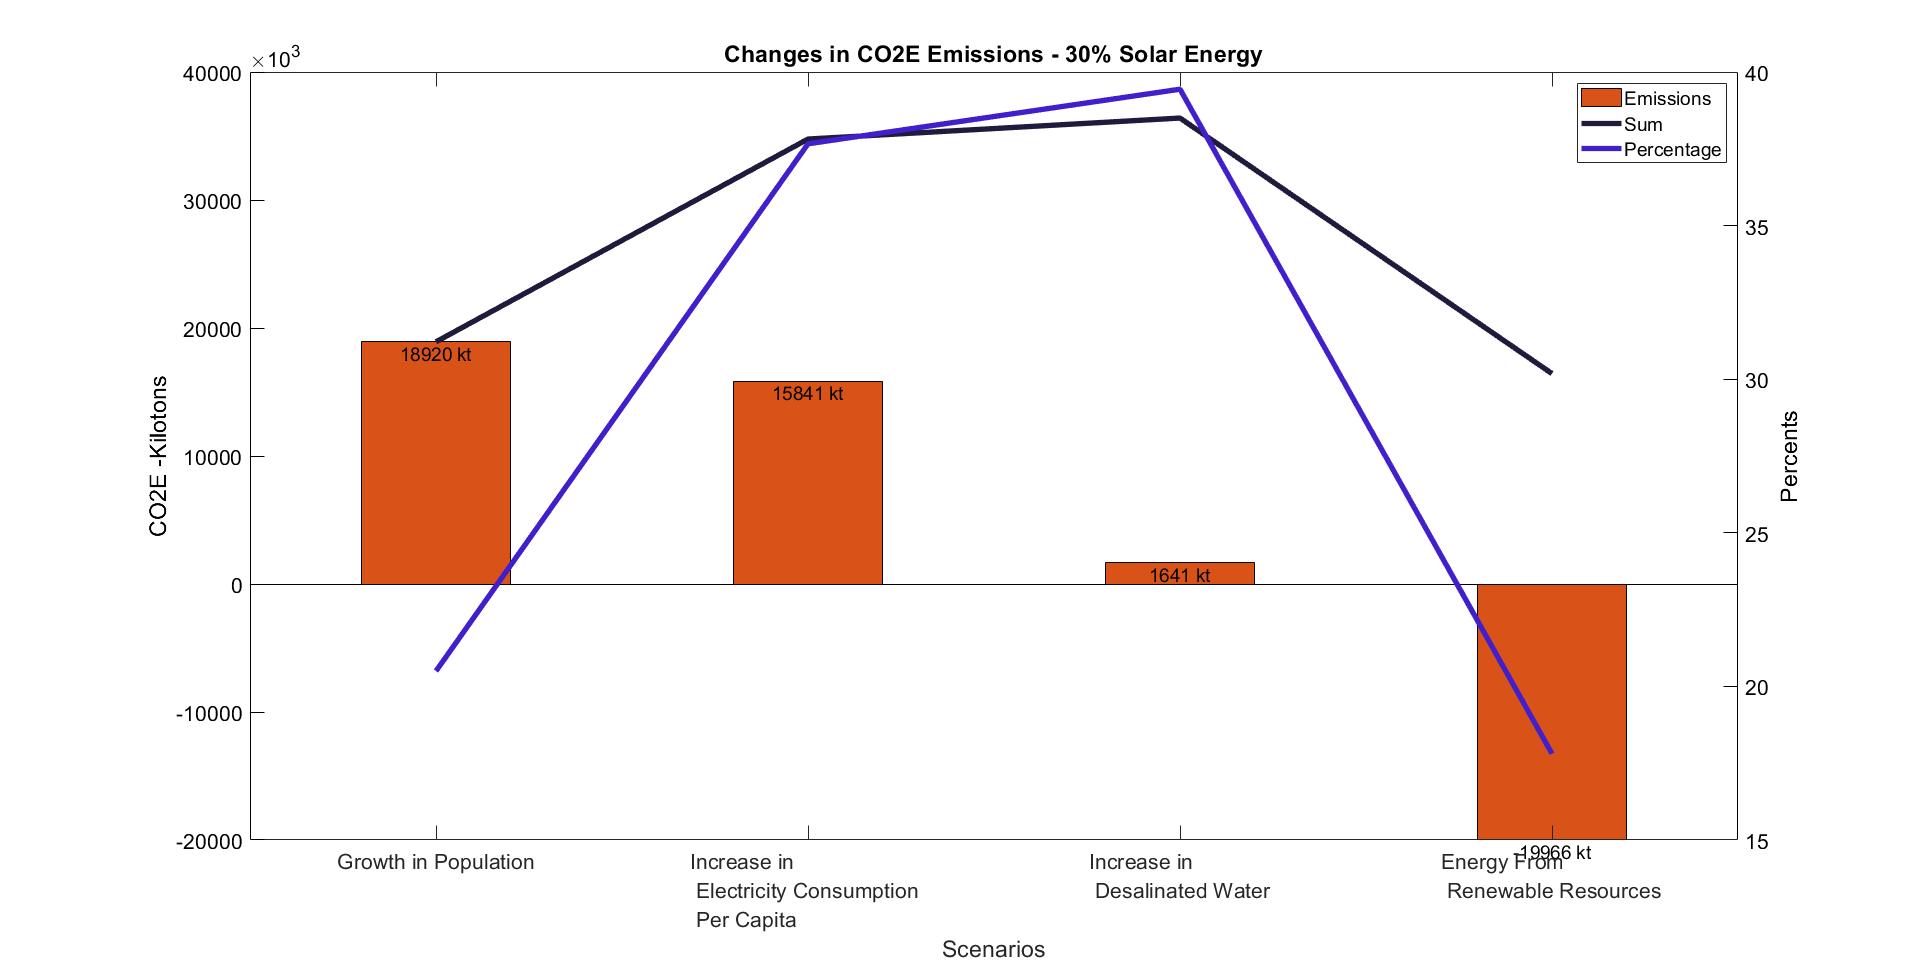 Changes in CO2E Emissions - 30% Solar Energy
×10³
40000
30000
20000
10000
0
-10000
-20000
CO2E -Kilotons
40
35
30
25
20
15
Percents
Emissions
Sum
Percentage
18920 kt
15841 kt
1641 kt
-19966 kt
Growth in Population
Increase in
Electricity Consumption
Per Capita
Increase in
Desalinated Water
Energy From
Renewable Resources
Scenarios